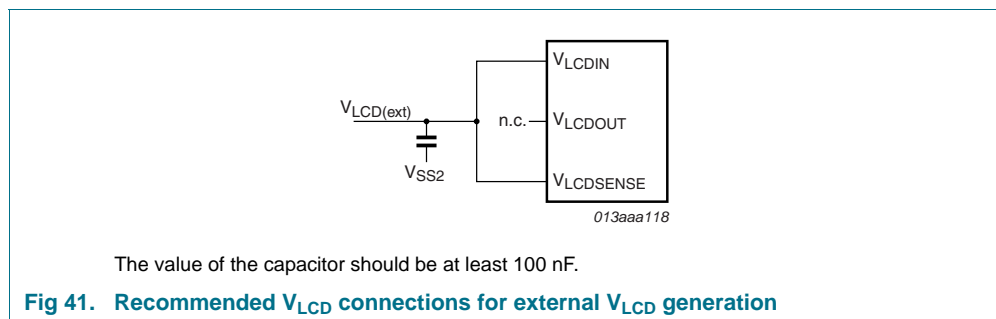 VLCDIN
VLCD(ext)
n.c.
VLCDOUT
VSS2
VLCDSENSE
013aaa118
The value of the capacitor should be at least 100 nF.
Fig 41. Recommended VLCD connections for external VLCD generation